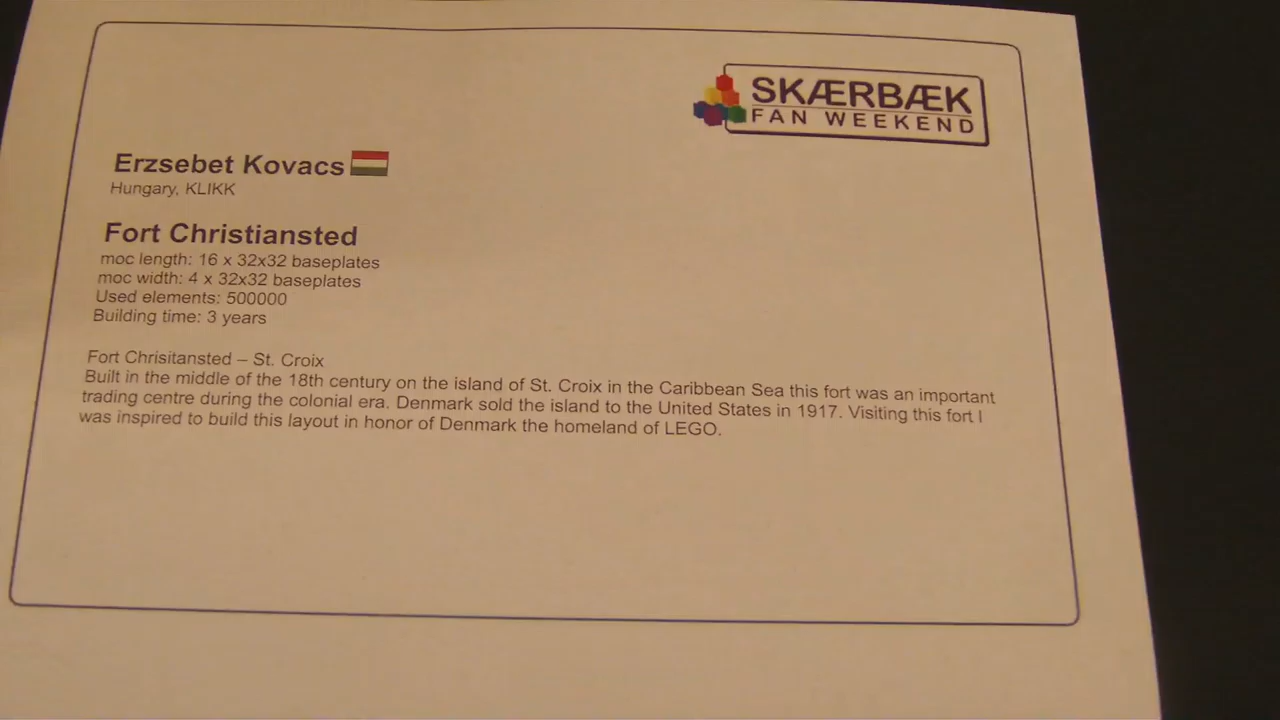 SKÆRBÆK
FAN WEEKEND
Erzsebet Kovacs
Hungary, KLIKK
Fort Christiansted
moc length: 16 x 32x32 baseplates
moc width: 4 x 32x32 baseplates
Used elements: 500000
Building time: 3 years
Fort Chrisitansted – St. Croix
Built in the middle of the 18th century on the island of St. Croix in the Caribbean Sea this fort was an important
trading centre during the colonial era. Denmark sold the island to the United States in 1917. Visiting this fort I
was inspired to build this layout in honor of Denmark the homeland of LEGO.